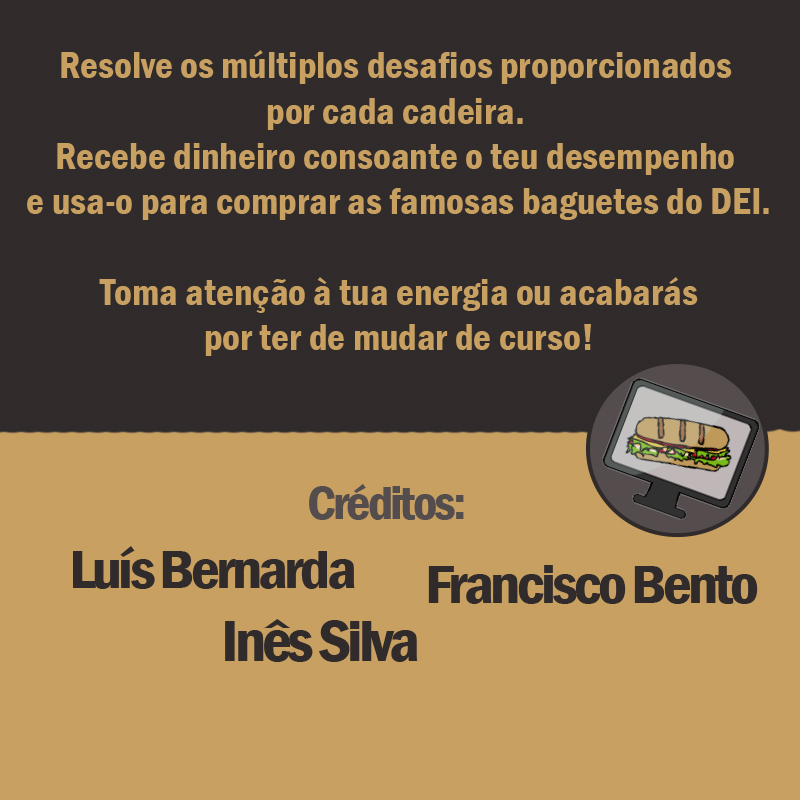 Resolve os múltiplos desafios proporcionados
por cada cadeira.
Recebe dinheiro consoante o teu desempenho
e usa-o para comprar as famosas baguetes do DEI.
Toma atenção à tua energia ou acabarás
por ter de mudar de curso!
Créditos:
Luís Bernarda
Francisco Bento
Inês Silva